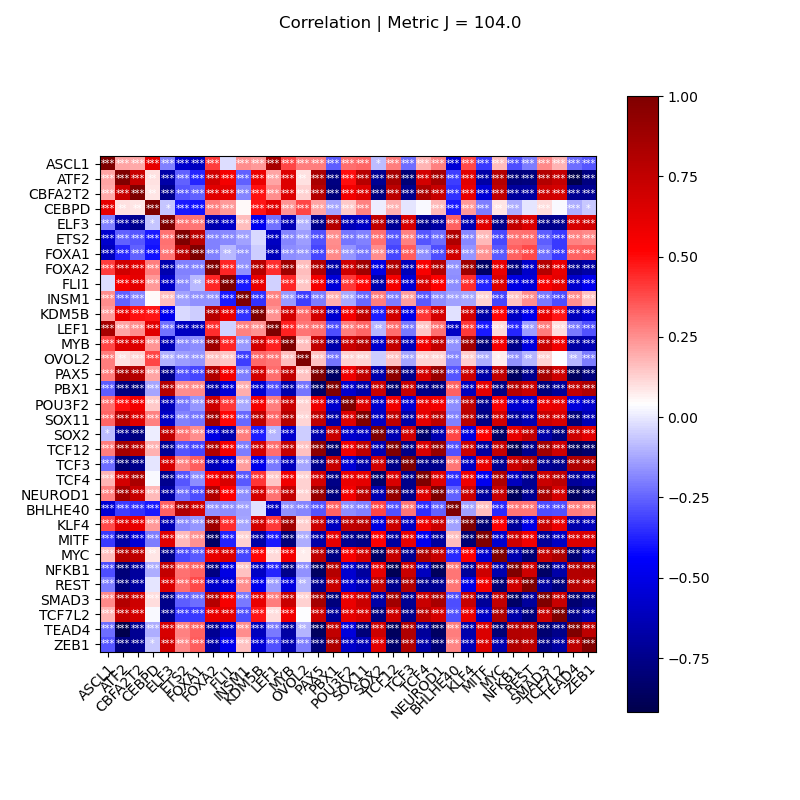 Correlation | Metric J = 104.0
ASCL1
ATF2
CBFA2T2
CEBPD
ELF3
ETS2
FOXA1
FOXA2
FLI1
INSM1
KDM5B
LEF1
MYB
OVOL2
PAX5
PBX1
POU3F2
SOX11
SOX2
TCF12
TCF3
TCF4
NEUROD1
BHLHE40
KLF4
MITF
MYC
NFKB1
REST
SMAD3
TCF7L2
TEAD4
ZEB1
ASCL1
ATF2
CBFA2T2
CEBPD
ELF3
ETS2
FOXA1
FOXA2
FLI1
INSM1
KDM5B
LEF1
MYB
OVOL2
PAX5
PBX1
POU3F2
SOX11
SOX2
TCF12
TCF3
TCF4
NEUROD1
BHLHE40
KLF4
MITF
MYC
NFKB1
REST
SMAD3
TCF7L2
TEAD4
ZEB1
1.00
0.75
0.50
0.25
0.00
−0.25
−0.50
−0.75